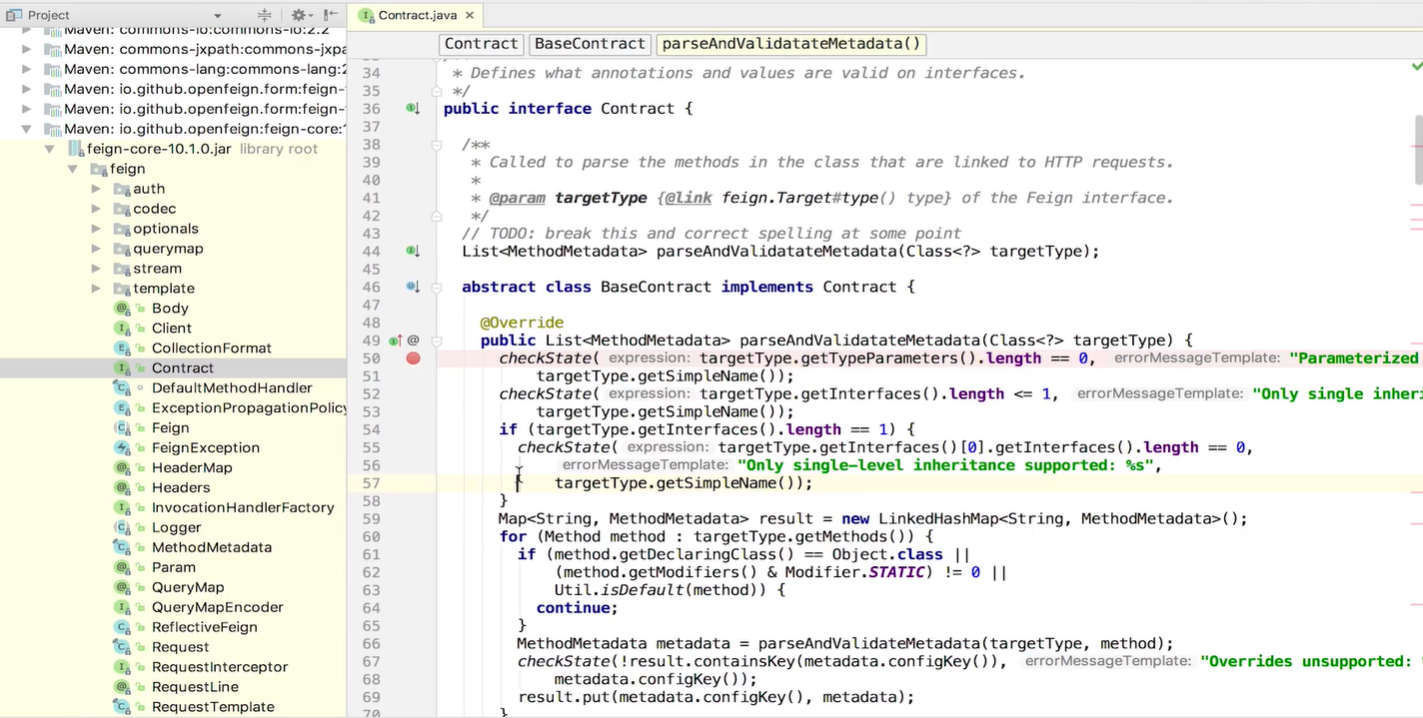 Project
Contract.java
Maven: commons-io:commons-io:2.2
Maven: commons-jxpath:commons-jxpa
Maven: commons-lang:commons-lang:2
Maven: io.github.openfeign.form:feign-
Maven: io.github.openfeign.form:feign-
Maven: io.github.openfeign:feign-core:1
feign-core-10.1.0.jar library root
feign
auth
codec
optionals
querymap
stream
template
Body
Client
CollectionFormat
Contract
DefaultMethodHandler
ExceptionPropagationPolicy
Feign
FeignException
HeaderMap
Headers
InvocationHandlerFactory
Logger
MethodMetadata
Param
QueryMap
QueryMapEncoder
ReflectiveFeign
Request
RequestInterceptor
RequestLine
RequestTemplate
Contract BaseContract parseAndValidatateMetadata()
34 * Defines what annotations and values are valid on interfaces.
35 */
36 public interface Contract {
37
38 /**
39 * Called to parse the methods in the class that are linked to HTTP requests.
40 *
41 * @param targetType {@link feign.Target#type() type} of the Feign interface.
42 */
43 // TODO: break this and correct spelling at some point
44 List<MethodMetadata> parseAndValidatateMetadata(Class<?> targetType);
45
46 abstract class BaseContract implements Contract {
47
48 @Override
49 @ public List<MethodMetadata> parseAndValidatateMetadata(Class<?> targetType) {
50 checkState( expression: targetType.getTypeParameters().length == 0, errorMessageTemplate: "Parameterized
51 targetType.getSimpleName());
52 checkState( expression: targetType.getInterfaces().length <= 1, errorMessageTemplate: "Only single inheri
53 targetType.getSimpleName());
54 if (targetType.getInterfaces().length == 1) {
55 checkState( expression: targetType.getInterfaces()[0].getInterfaces().length == 0,
56 errorMessageTemplate: "Only single-level inheritance supported: %s",
57 targetType.getSimpleName());
58 }
59 Map<String, MethodMetadata> result = new LinkedHashMap<String, MethodMetadata>();
60 for (Method method : targetType.getMethods()) {
61 if (method.getDeclaringClass() == Object.class ||
62 (method.getModifiers() & Modifier.STATIC) != 0 ||
63 Util.isDefault(method)) {
64 continue;
65 }
66 MethodMetadata metadata = parseAndValidateMetadata(targetType, method);
67 checkState(!result.containsKey(metadata.configKey()), errorMessageTemplate: "Overrides unsupported:
68 metadata.configKey());
69 result.put(metadata.configKey(), metadata);
70 }